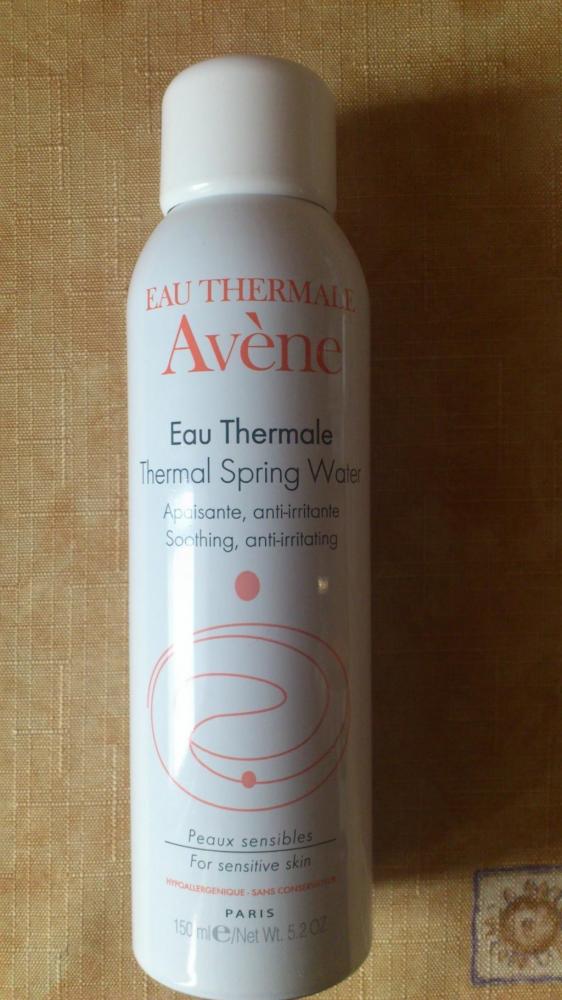 EAU THERMALE
Avène
Eau Thermale
Thermal Spring Water
Apaisante, anti-irritante
Soothing, anti-irritating
Peaux sensibles
For sensitive skin
HYPOALLERGENIQUE - SANS
PARIS
150 ml e/Net Wt. 5.2 OZ